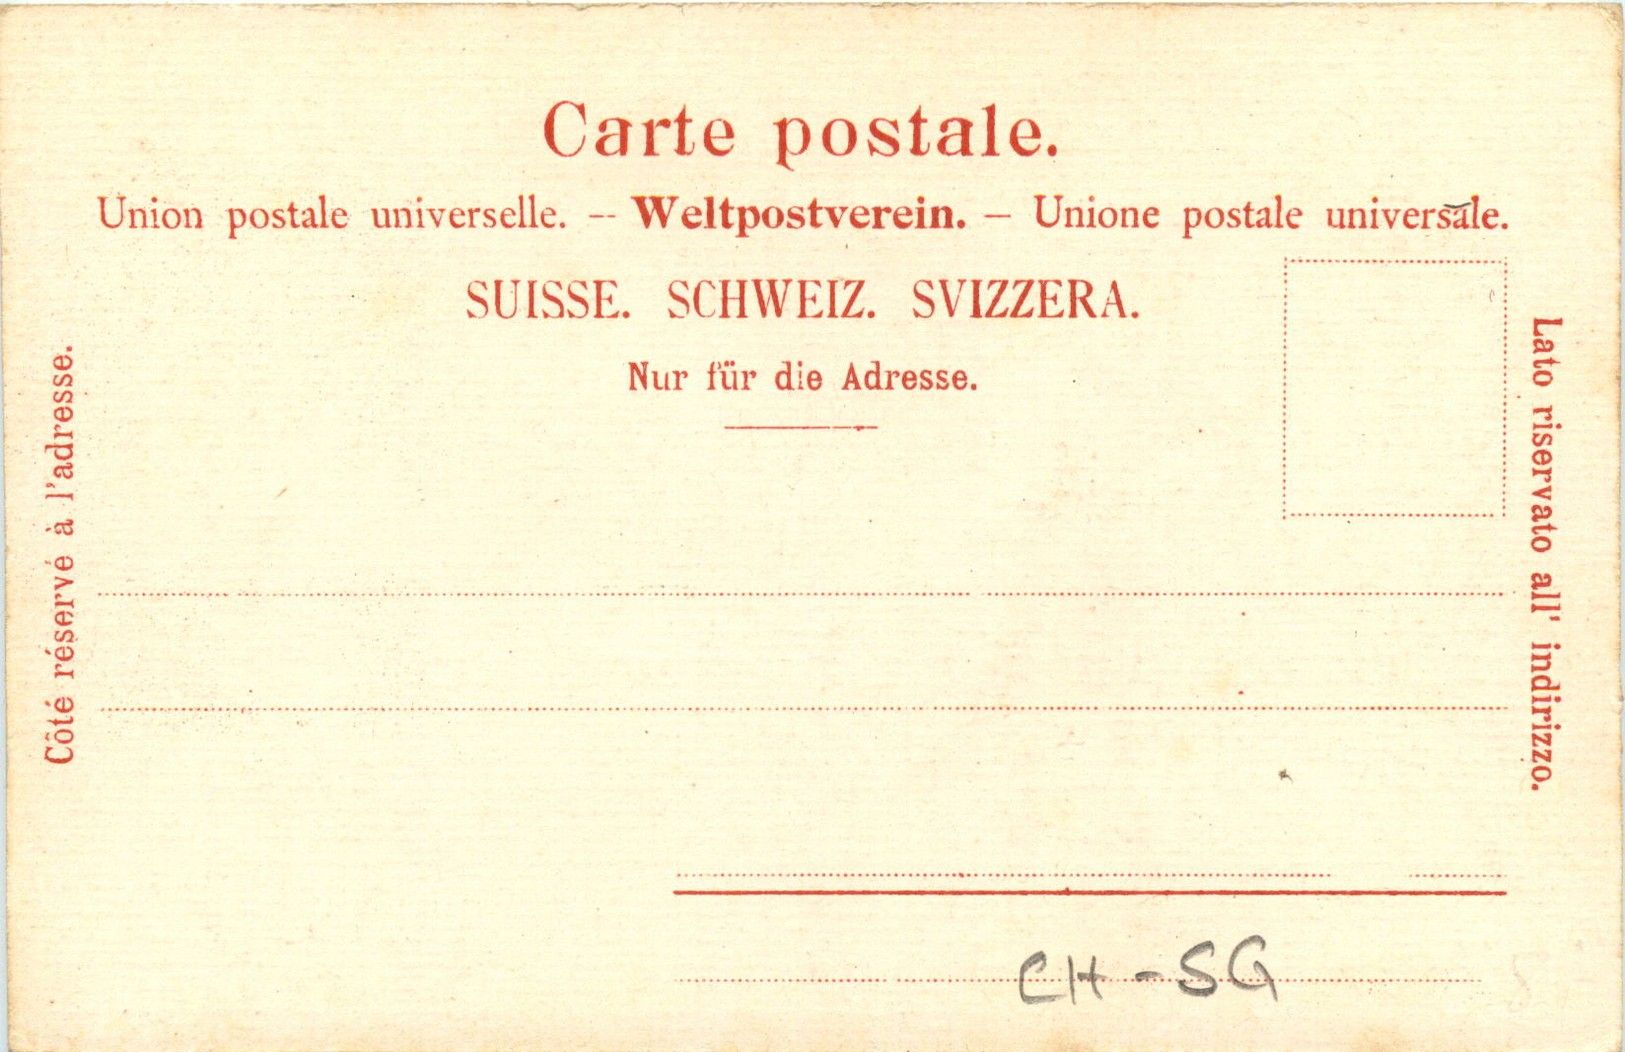 Carte postale.
Union postale universelle. -- Weltpostverein. — Unione postale universale.
SUISSE. SCHWEIZ. SVIZZERA.
Nur für die Adresse.
Côté réservé à l'adresse.
Lato riservato all' indirizzo.
CH-SG